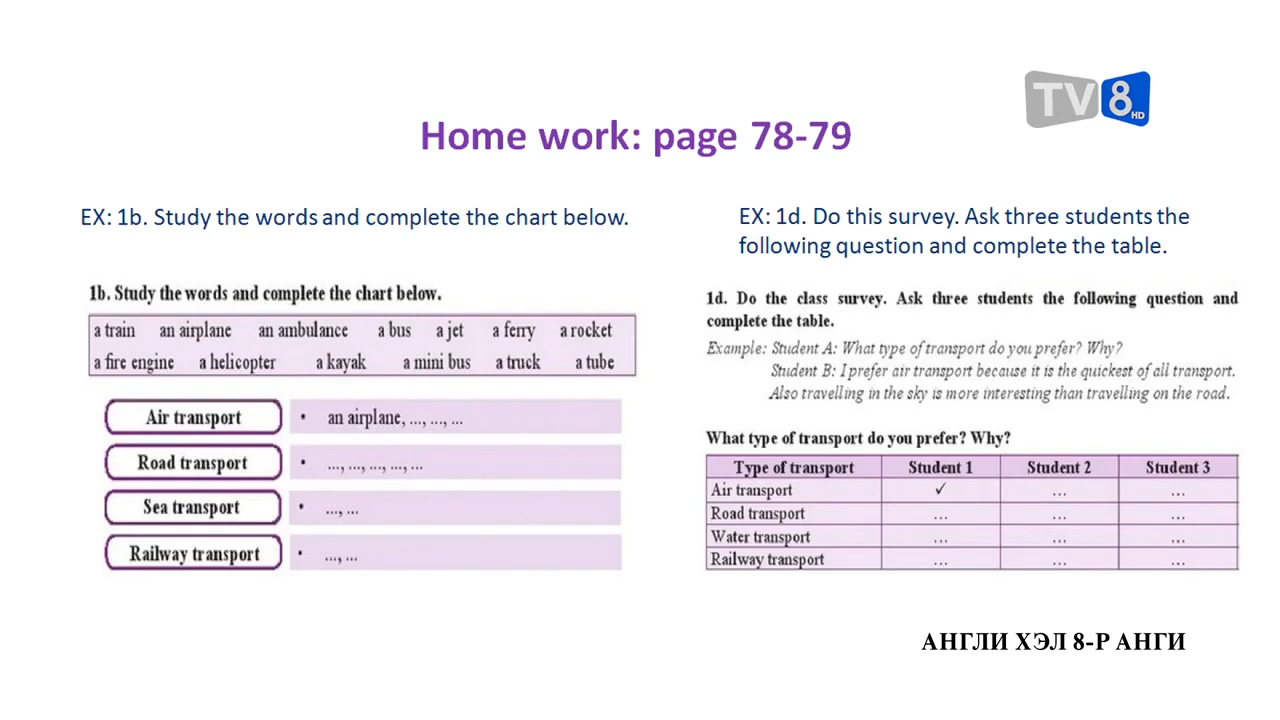 TV8 HD
Home work: page 78-79
EX: 1b. Study the words and complete the chart below.
1b. Study the words and complete the chart below.
a train an airplane an ambulance a bus a jet a ferry a rocket
a fire engine a helicopter a kayak a mini bus a truck a tube
Air transport • an airplane, ..., ..., ...
Road transport • ..., ..., ..., ..., ...
Sea transport • ..., ...
Railway transport • ..., ...
EX: 1d. Do this survey. Ask three students the
following question and complete the table.
1d. Do the class survey. Ask three students the following question and
complete the table.
Example: Student A: What type of transport do you prefer? Why?
Student B: I prefer air transport because it is the quickest of all transport.
Also travelling in the sky is more interesting than travelling on the road.
What type of transport do you prefer? Why?
Type of transport Student 1 Student 2 Student 3
Air transport ✓ ... ...
Road transport ... ... ...
Water transport ... ... ...
Railway transport ... ... ...
АНГЛИ ХЭЛ 8-Р АНГИ